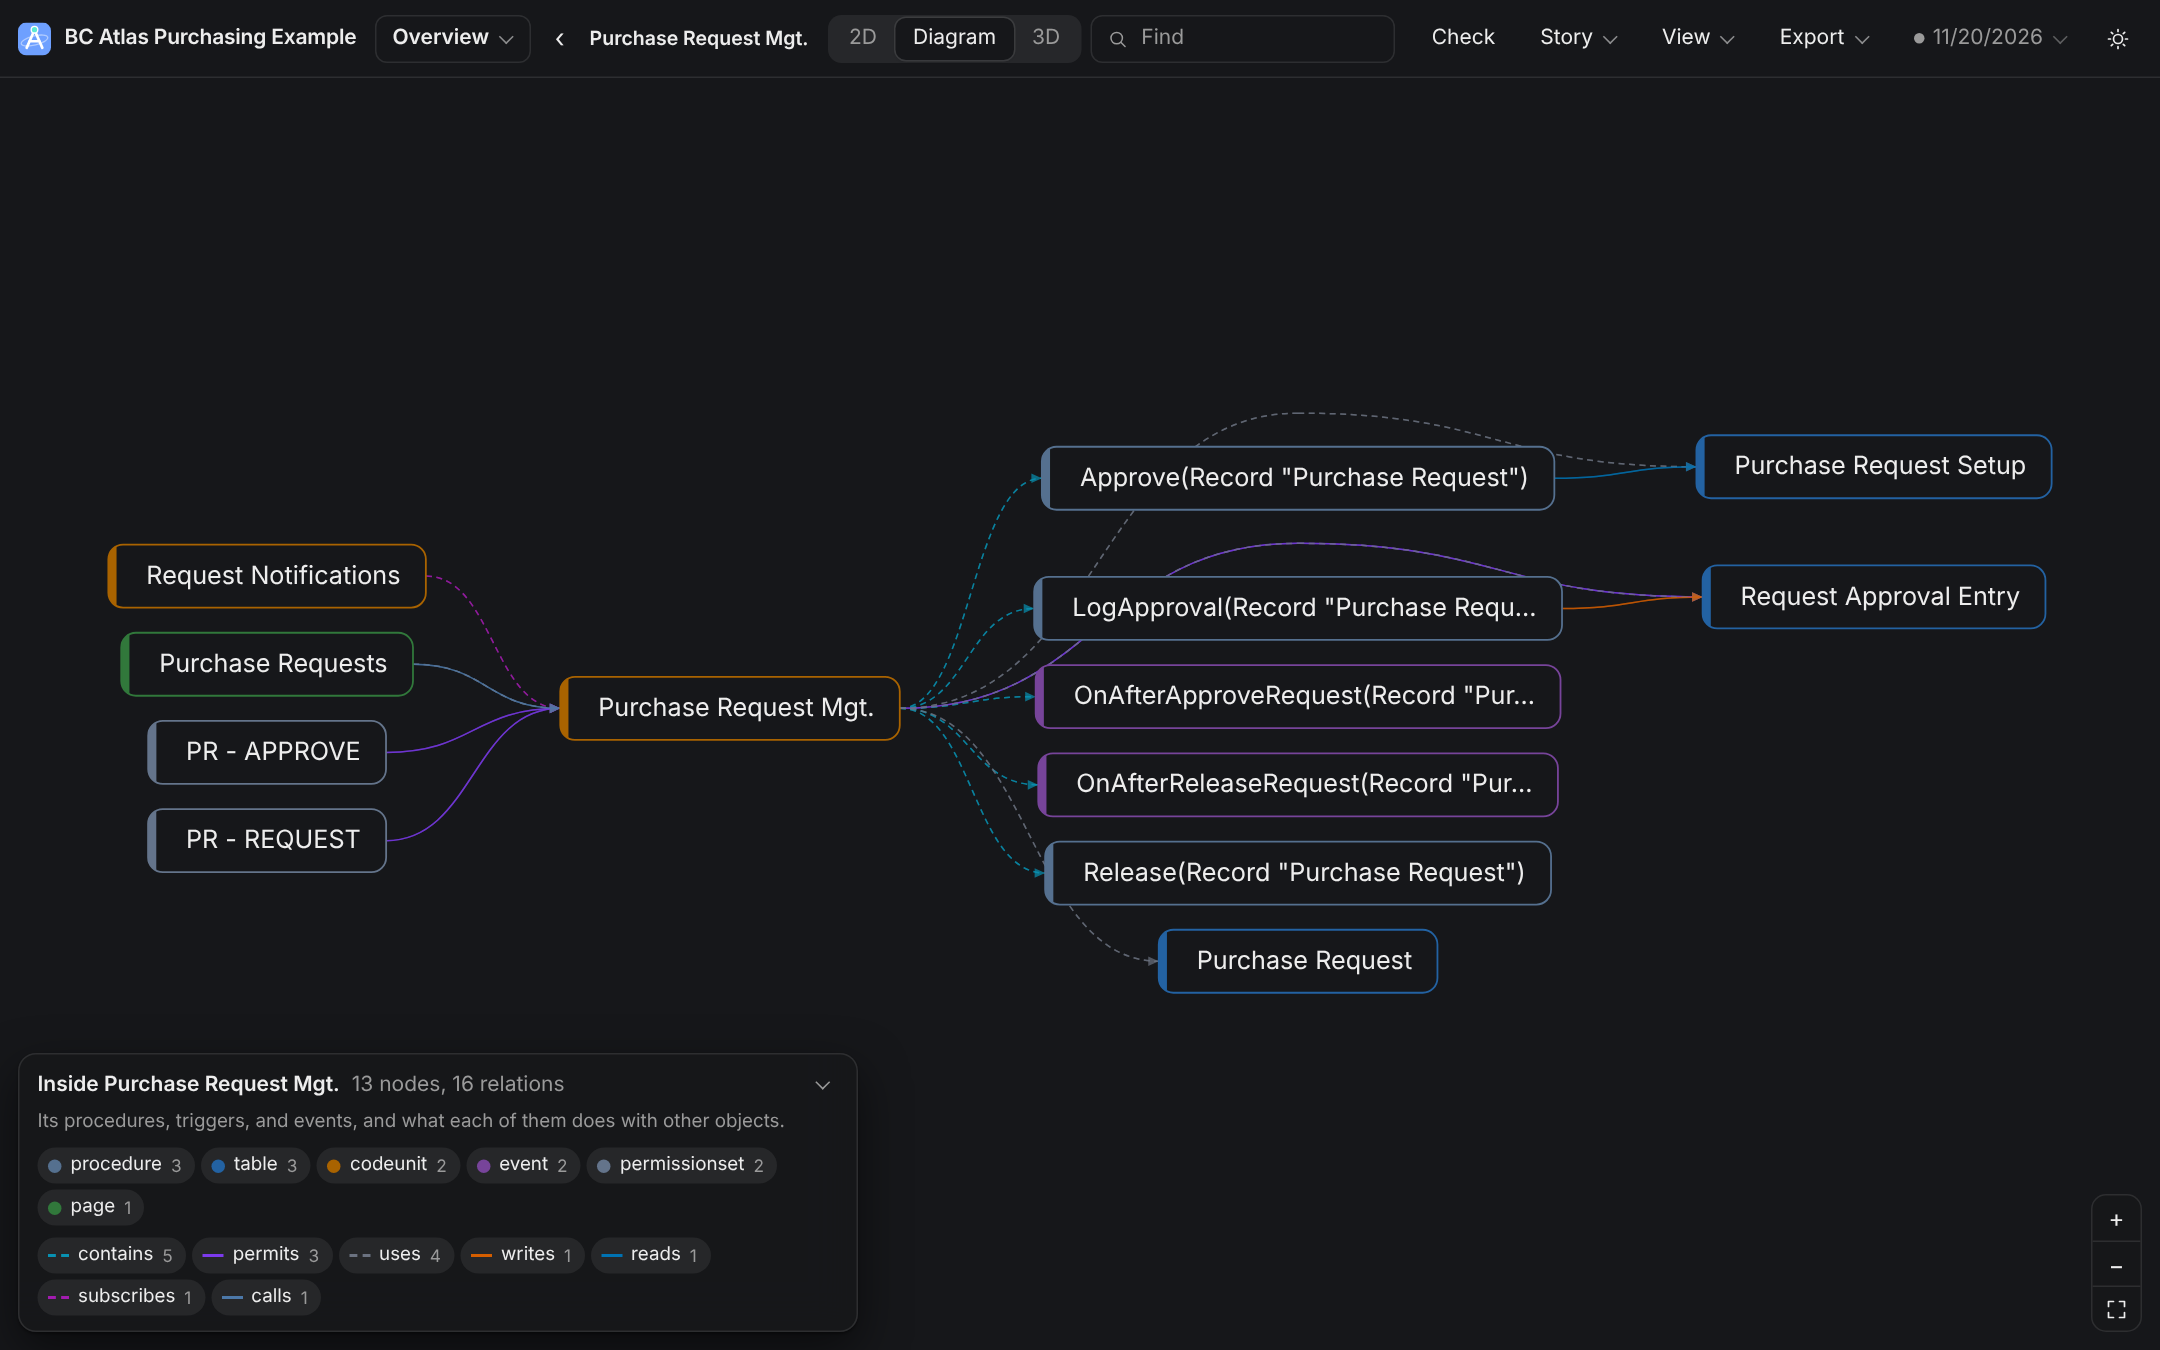 BC Atlas Purchasing Example Overview Purchase Request Mgt. 2D Diagram 3D Find Check Story View Export 11/20/2026
Approve(Record "Purchase Request")
Purchase Request Setup
Request Notifications
LogApproval(Record "Purchase Requ...
Request Approval Entry
Purchase Requests
Purchase Request Mgt.
OnAfterApproveRequest(Record "Pur...
PR - APPROVE
OnAfterReleaseRequest(Record "Pur...
PR - REQUEST
Release(Record "Purchase Request")
Purchase Request
Inside Purchase Request Mgt. 13 nodes, 16 relations
Its procedures, triggers, and events, and what each of them does with other objects.
procedure 3 table 3 codeunit 2 event 2 permissionset 2
page 1
contains 5 permits 3 uses 4 writes 1 reads 1
subscribes 1 calls 1